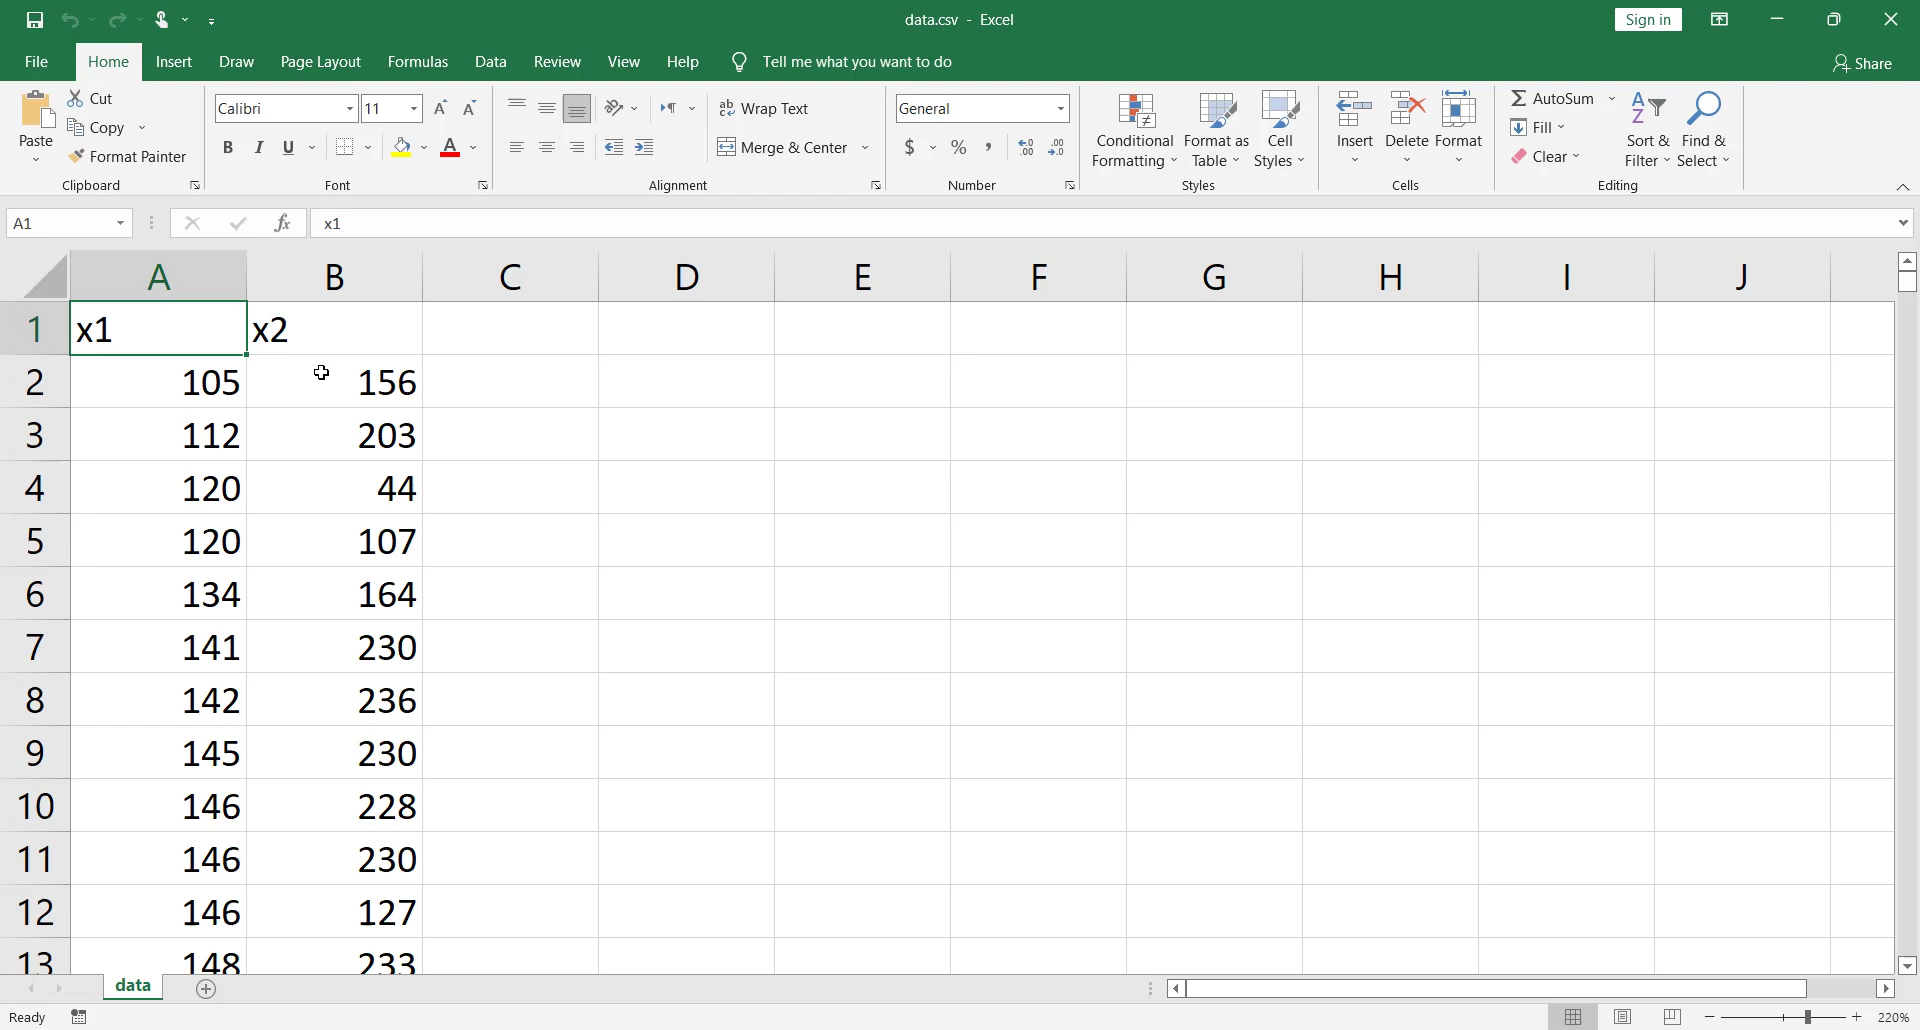 data.csv - Excel
Sign in
File Home Insert Draw Page Layout Formulas Data Review View Help Tell me what you want to do
Share
Paste
Cut
Copy
Format Painter
Clipboard
Calibri 11
B I U A
Font
Wrap Text
Merge & Center
Alignment
General
$ % ,
Number
Conditional Formatting
Format as Table
Cell Styles
Styles
Insert Delete Format
Cells
AutoSum
Fill
Clear
Sort & Filter
Find & Select
Editing
A1 fx x1
A B C D E F G H I J
1 x1 x2
2 105 156
3 112 203
4 120 44
5 120 107
6 134 164
7 141 230
8 142 236
9 145 230
10 146 228
11 146 230
12 146 127
13 148 233
data
Ready
220%